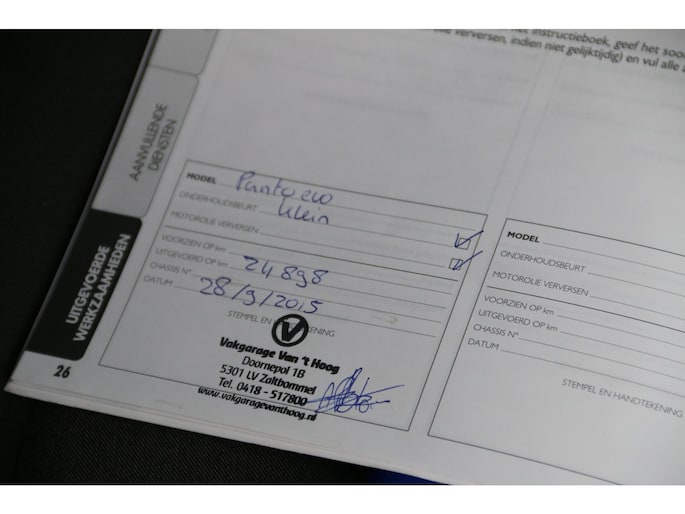 het instructieboek, geef het
verversen, indien niet gelijktijdig) en vul alle
AANVULLENDE
DIENSTEN
UITGEVOERDE
WERKZAAMHEDEN
26
MODEL Punto evo
ONDERHOUDSBEURT klein
MOTOROLIE VERVERSEN
VOORZIEN OP km
UITGEVOERD OP km 24898
CHASSIS N°
DATUM 28/9/2015
STEMPEL EN
Vakgarage Van 't Hoog
Doornepol 1B
5301 LV Zaltbommel
Tel. 0418 - 517800
www.vakgaragevanthoog.nl
MODEL
ONDERHOUDSBEURT
MOTOROLIE VERVERSEN
VOORZIEN OP km
UITGEVOERD OP km
CHASSIS N°
DATUM
STEMPEL EN HANDTEKENING